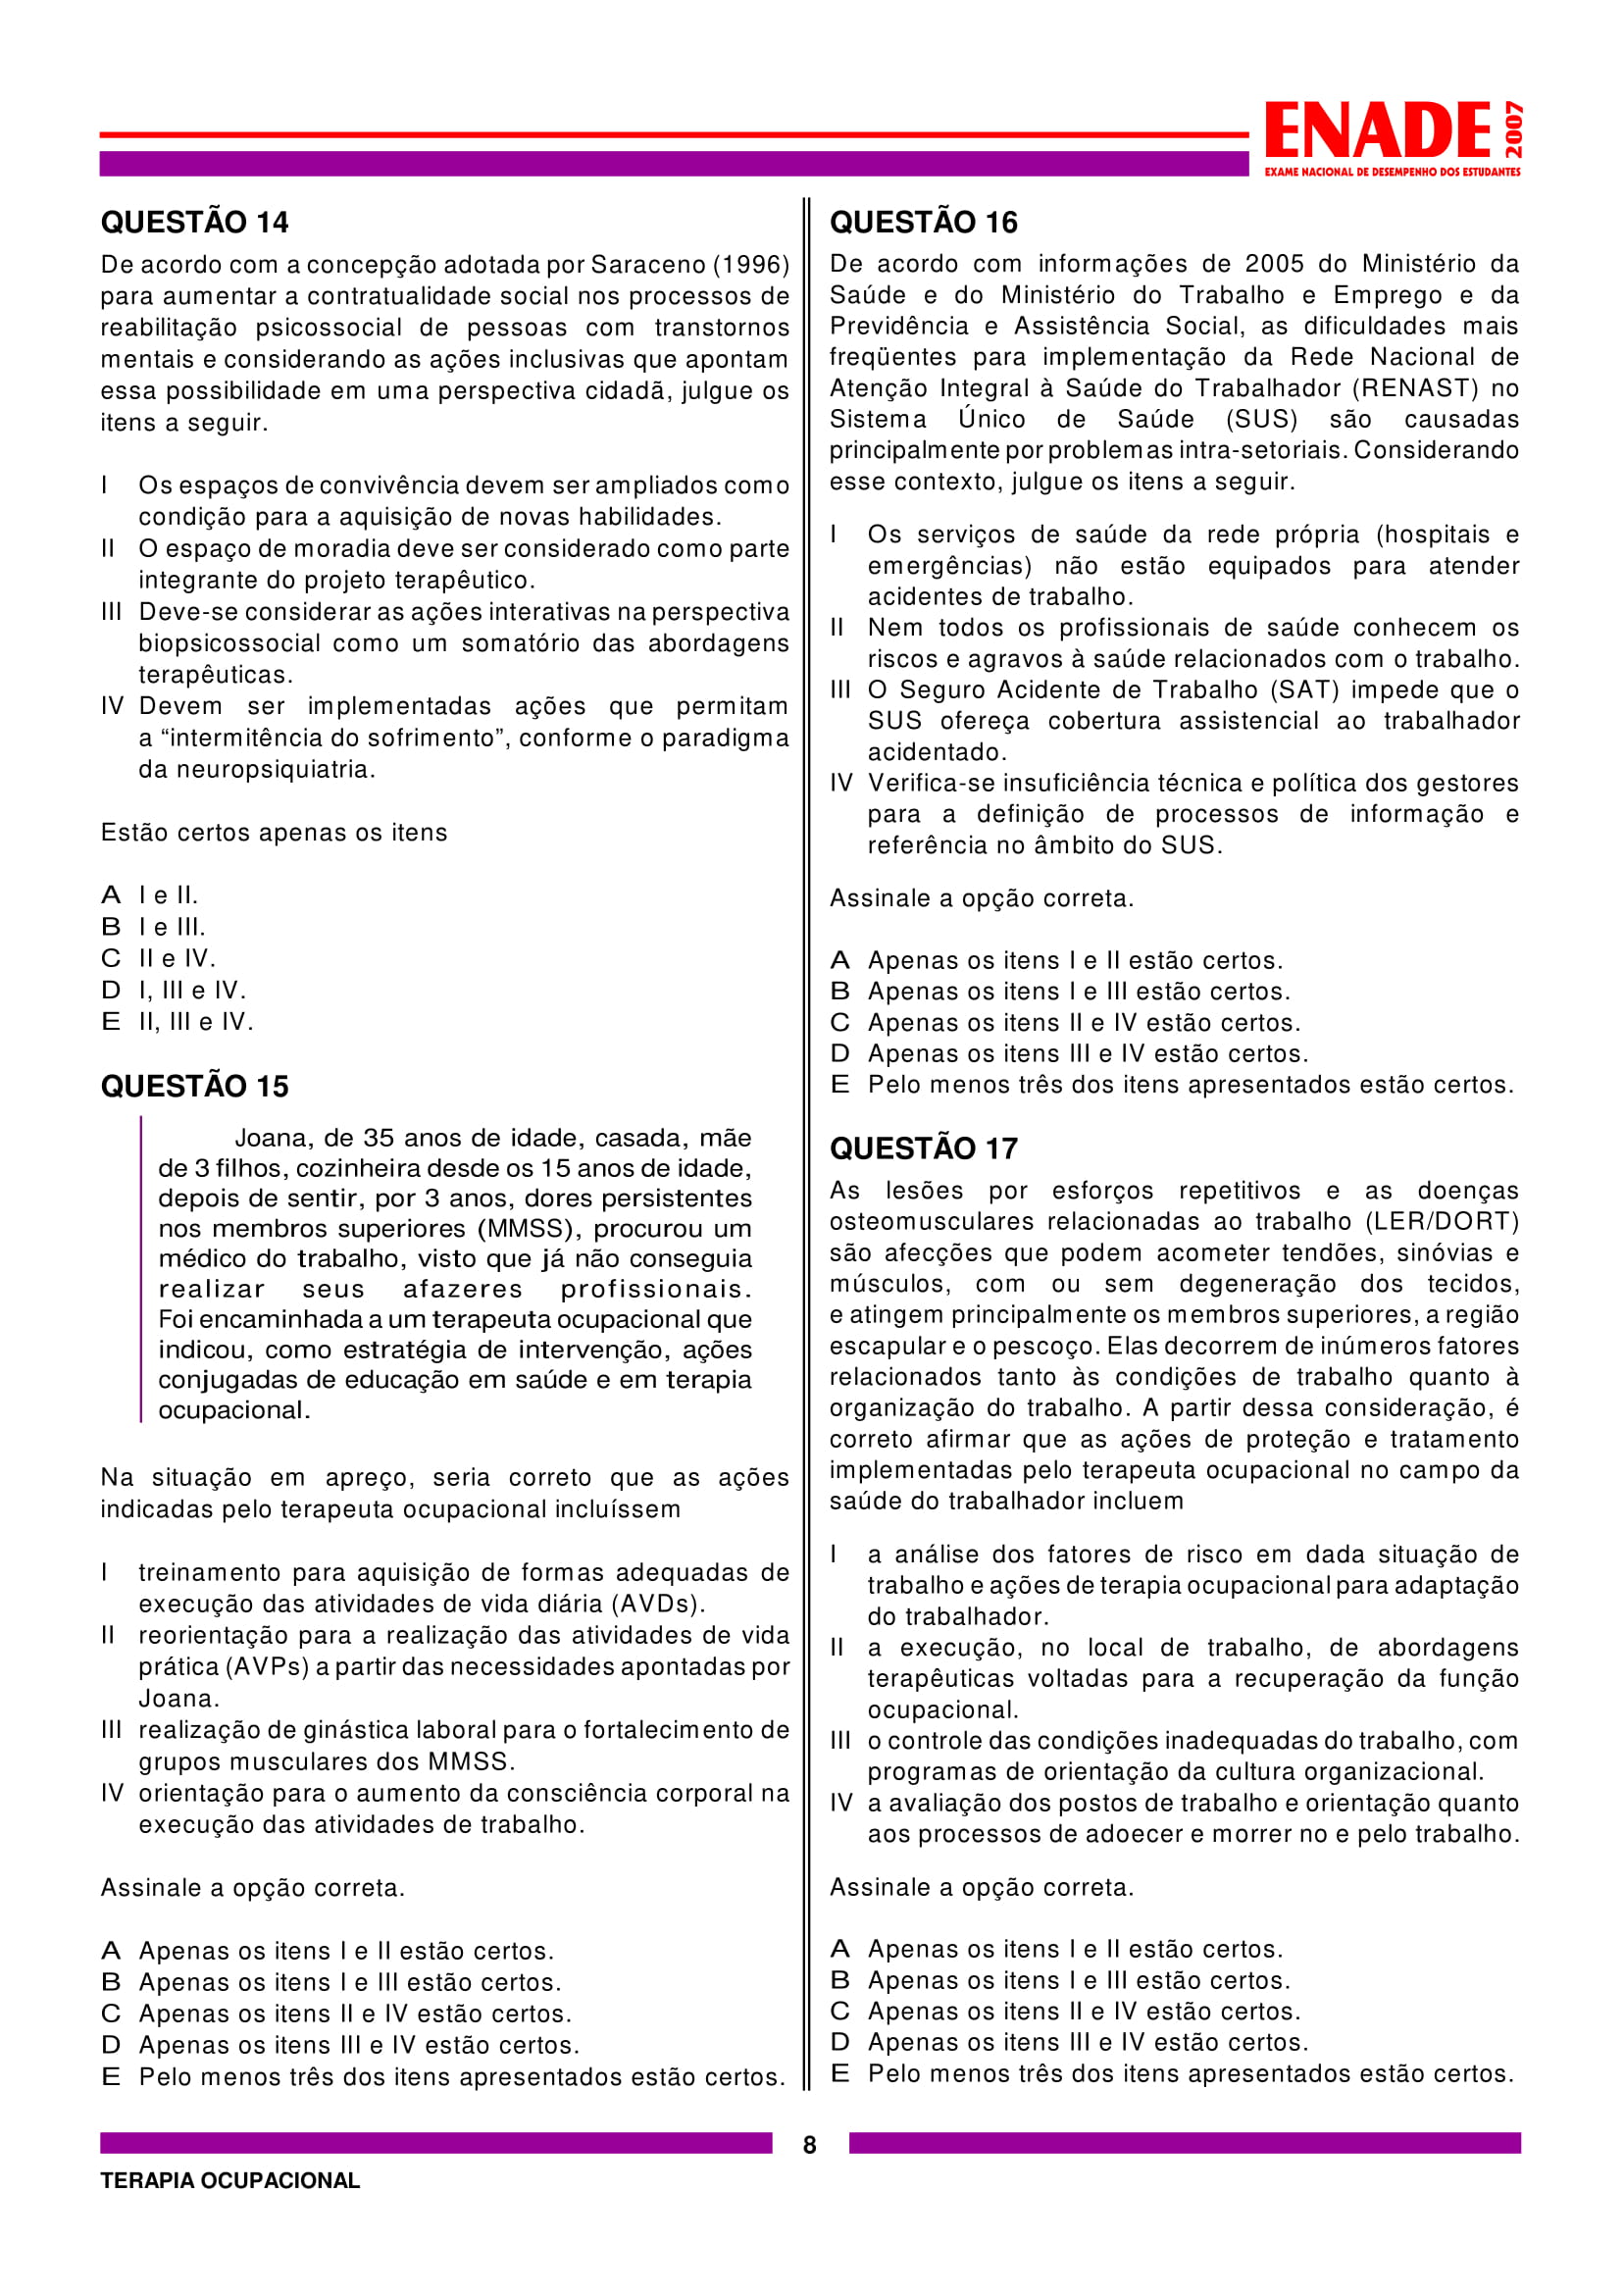 ENADE
2007
EXAME NACIONAL DE DESEMPENHO DOS ESTUDANTES
QUESTÃO 14
De acordo com a concepção adotada por Saraceno (1996)
para aumentar a contratualidade social nos processos de
reabilitação psicossocial de pessoas com transtornos
mentais e considerando as ações inclusivas que apontam
essa possibilidade em uma perspectiva cidadã, julgue os
itens a seguir.
I Os espaços de convivência devem ser ampliados como
condição para a aquisição de novas habilidades.
II O espaço de moradia deve ser considerado como parte
integrante do projeto terapêutico.
III Deve-se considerar as ações interativas na perspectiva
biopsicossocial como um somatório das abordagens
terapêuticas.
IV Devem ser implementadas ações que permitam
a “intermitência do sofrimento”, conforme o paradigma
da neuropsiquiatria.
Estão certos apenas os itens
A I e II.
B I e III.
C II e IV.
D I, III e IV.
E II, III e IV.
QUESTÃO 15
Joana, de 35 anos de idade, casada, mãe
de 3 filhos, cozinheira desde os 15 anos de idade,
depois de sentir, por 3 anos, dores persistentes
nos membros superiores (MMSS), procurou um
médico do trabalho, visto que já não conseguia
realizar seus afazeres profissionais.
Foi encaminhada a um terapeuta ocupacional que
indicou, como estratégia de intervenção, ações
conjugadas de educação em saúde e em terapia
ocupacional.
Na situação em apreço, seria correto que as ações
indicadas pelo terapeuta ocupacional incluíssem
I treinamento para aquisição de formas adequadas de
execução das atividades de vida diária (AVDs).
II reorientação para a realização das atividades de vida
prática (AVPs) a partir das necessidades apontadas por
Joana.
III realização de ginástica laboral para o fortalecimento de
grupos musculares dos MMSS.
IV orientação para o aumento da consciência corporal na
execução das atividades de trabalho.
Assinale a opção correta.
A Apenas os itens I e II estão certos.
B Apenas os itens I e III estão certos.
C Apenas os itens II e IV estão certos.
D Apenas os itens III e IV estão certos.
E Pelo menos três dos itens apresentados estão certos.
QUESTÃO 16
De acordo com informações de 2005 do Ministério da
Saúde e do Ministério do Trabalho e Emprego e da
Previdência e Assistência Social, as dificuldades mais
freqüentes para implementação da Rede Nacional de
Atenção Integral à Saúde do Trabalhador (RENAST) no
Sistema Único de Saúde (SUS) são causadas
principalmente por problemas intra-setoriais. Considerando
esse contexto, julgue os itens a seguir.
I Os serviços de saúde da rede própria (hospitais e
emergências) não estão equipados para atender
acidentes de trabalho.
II Nem todos os profissionais de saúde conhecem os
riscos e agravos à saúde relacionados com o trabalho.
III O Seguro Acidente de Trabalho (SAT) impede que o
SUS ofereça cobertura assistencial ao trabalhador
acidentado.
IV Verifica-se insuficiência técnica e política dos gestores
para a definição de processos de informação e
referência no âmbito do SUS.
Assinale a opção correta.
A Apenas os itens I e II estão certos.
B Apenas os itens I e III estão certos.
C Apenas os itens II e IV estão certos.
D Apenas os itens III e IV estão certos.
E Pelo menos três dos itens apresentados estão certos.
QUESTÃO 17
As lesões por esforços repetitivos e as doenças
osteomusculares relacionadas ao trabalho (LER/DORT)
são afecções que podem acometer tendões, sinóvias e
músculos, com ou sem degeneração dos tecidos,
e atingem principalmente os membros superiores, a região
escapular e o pescoço. Elas decorrem de inúmeros fatores
relacionados tanto às condições de trabalho quanto à
organização do trabalho. A partir dessa consideração, é
correto afirmar que as ações de proteção e tratamento
implementadas pelo terapeuta ocupacional no campo da
saúde do trabalhador incluem
I a análise dos fatores de risco em dada situação de
trabalho e ações de terapia ocupacional para adaptação
do trabalhador.
II a execução, no local de trabalho, de abordagens
terapêuticas voltadas para a recuperação da função
ocupacional.
III o controle das condições inadequadas do trabalho, com
programas de orientação da cultura organizacional.
IV a avaliação dos postos de trabalho e orientação quanto
aos processos de adoecer e morrer no e pelo trabalho.
Assinale a opção correta.
A Apenas os itens I e II estão certos.
B Apenas os itens I e III estão certos.
C Apenas os itens II e IV estão certos.
D Apenas os itens III e IV estão certos.
E Pelo menos três dos itens apresentados estão certos.
8
TERAPIA OCUPACIONAL